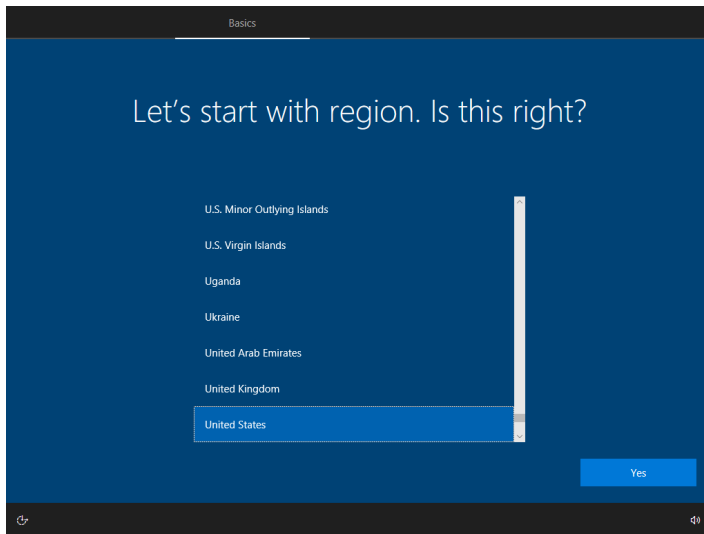 Basics
Let's start with region. Is this right?
U.S. Minor Outlying Islands
U.S. Virgin Islands
Uganda
Ukraine
United Arab Emirates
United Kingdom
United States
Yes